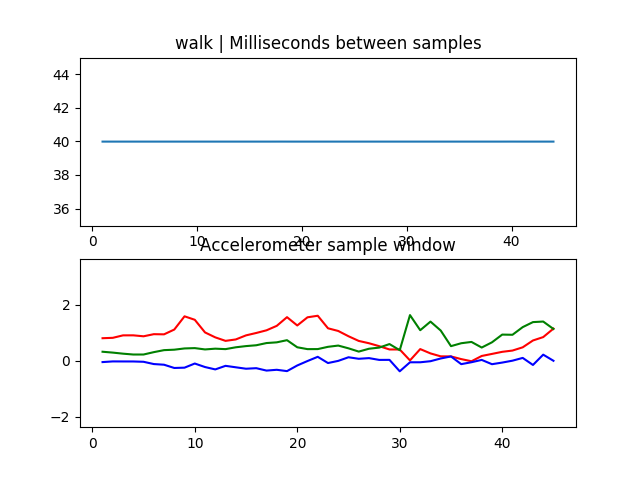 walk | Milliseconds between samples
44
42
40
38
36
0 10 20 30 40
Accelerometer sample window
2
0
−2
0 10 20 30 40